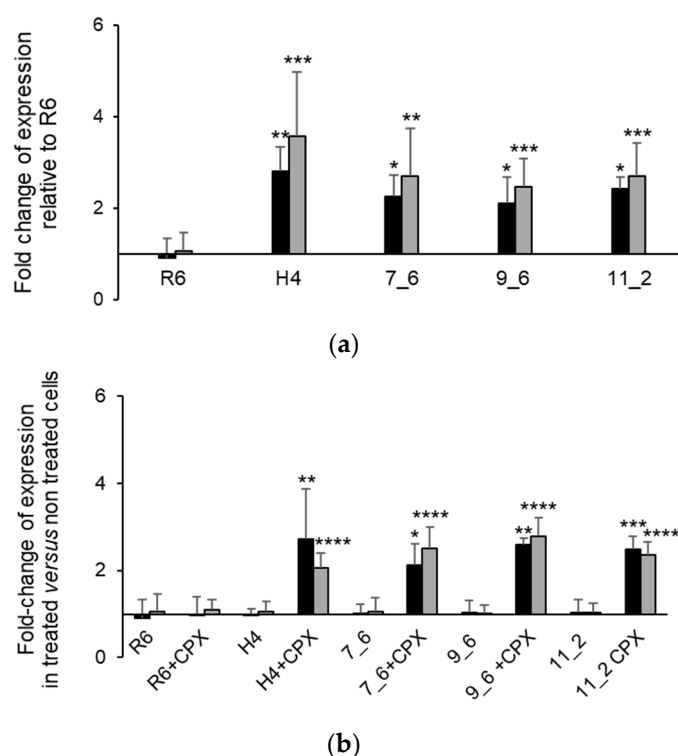 Fold change of expression
relative to R6
6
4
2
0
** ***
* **
* ***
* ***
R6 H4 7_6 9_6 11_2
(a)
Fold-change of expression
in treated versus non treated cells
6
4
2
0
** ****
* ****
** ****
*** ****
R6 R6+CPX H4 H4+CPX 7_6 7_6+CPX 9_6 9_6 +CPX 11_2 11_2 CPX
(b)